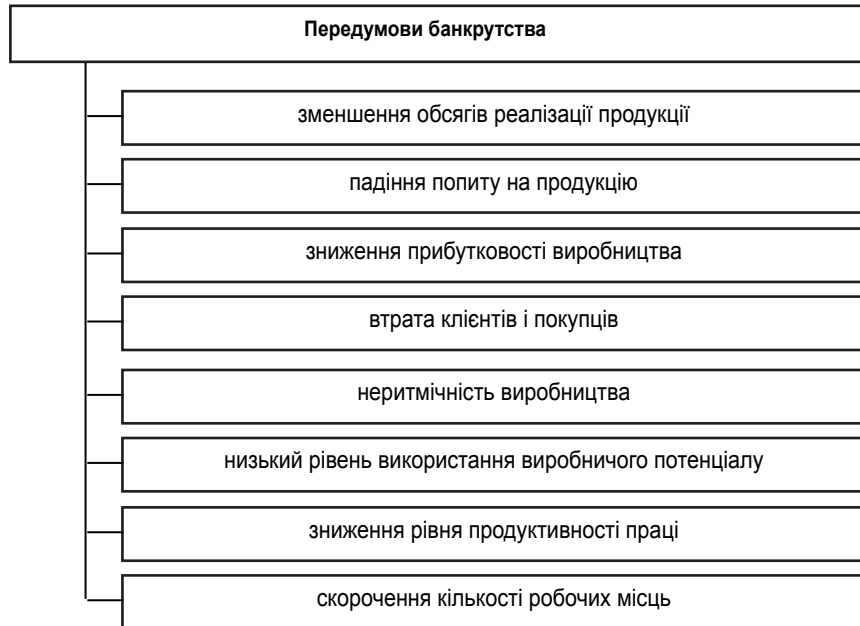 Передумови банкрутства
зменшення обсягів реалізації продукції
падіння попиту на продукцію
зниження прибутковості виробництва
втрата клієнтів і покупців
неритмічність виробництва
низький рівень використання виробничого потенціалу
зниження рівня продуктивності праці
скорочення кількості робочих місць